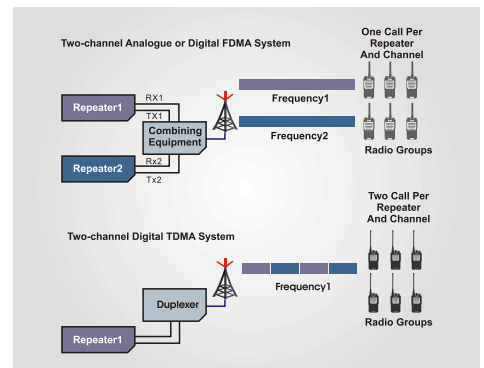 Two-channel Analogue or Digital FDMA System
One Call Per
Repeater
And Channel
Repeater1
RX1
TX1
Combining
Equipment
Repeater2
Rx2
Tx2
Frequency1
Frequency2
Radio Groups
Two-channel Digital TDMA System
Two Call Per
Repeater
And Channel
Duplexer
Repeater1
Frequency1
Radio Groups